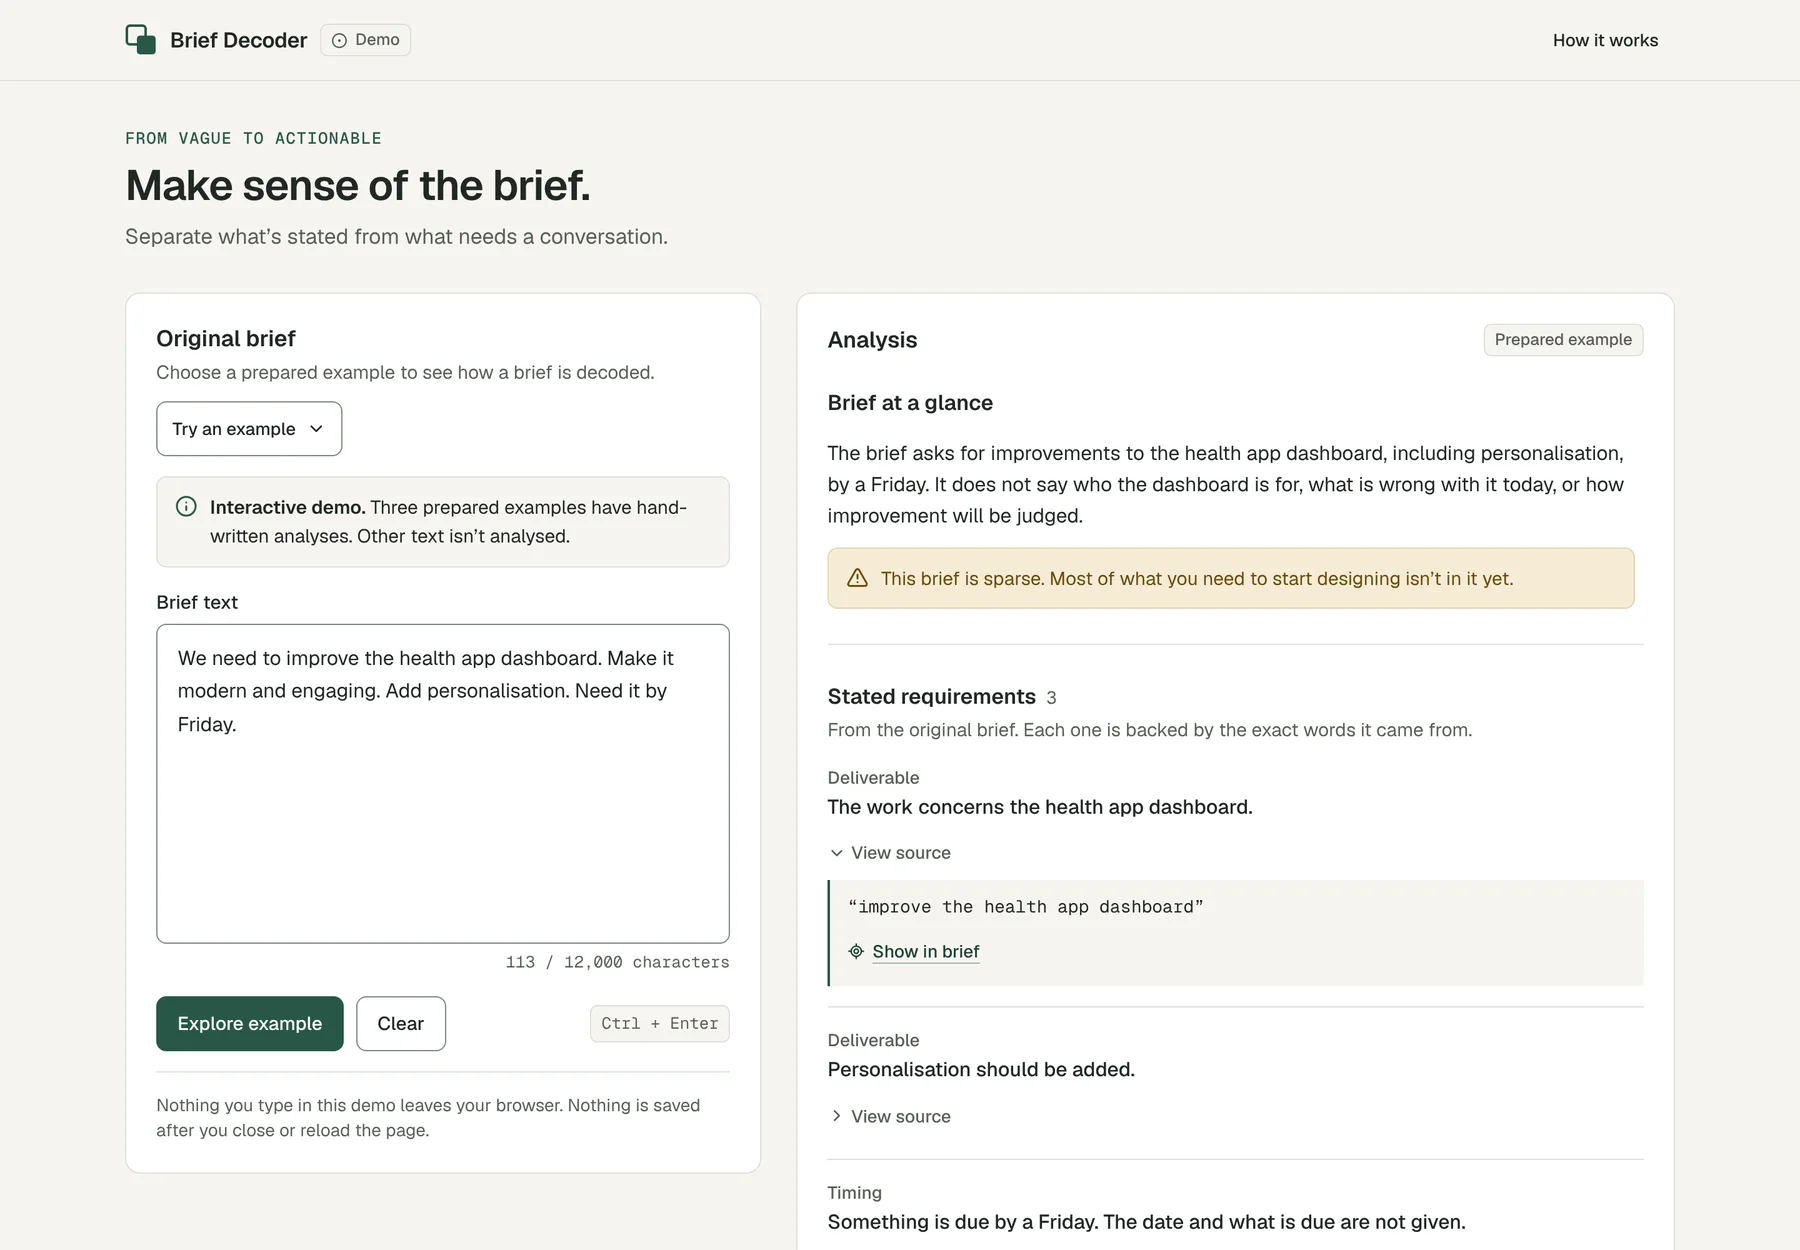 Brief Decoder
Demo
How it works
FROM VAGUE TO ACTIONABLE
Make sense of the brief.
Separate what’s stated from what needs a conversation.
Original brief
Choose a prepared example to see how a brief is decoded.
Try an example
Interactive demo. Three prepared examples have hand-
written analyses. Other text isn’t analysed.
Brief text
We need to improve the health app dashboard. Make it
modern and engaging. Add personalisation. Need it by
Friday.
113 / 12,000 characters
Explore example
Clear
Ctrl + Enter
Nothing you type in this demo leaves your browser. Nothing is saved
after you close or reload the page.
Analysis
Prepared example
Brief at a glance
The brief asks for improvements to the health app dashboard, including personalisation,
by a Friday. It does not say who the dashboard is for, what is wrong with it today, or how
improvement will be judged.
This brief is sparse. Most of what you need to start designing isn’t in it yet.
Stated requirements 3
From the original brief. Each one is backed by the exact words it came from.
Deliverable
The work concerns the health app dashboard.
View source
“improve the health app dashboard”
Show in brief
Deliverable
Personalisation should be added.
View source
Timing
Something is due by a Friday. The date and what is due are not given.